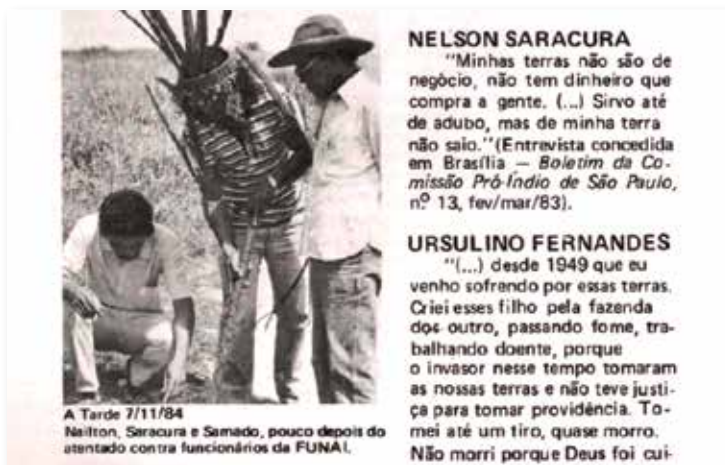 A Tarde 7/11/84
Nailton, Saracura e Samado, pouco depois do
atentado contra funcionários da FUNAI.
NELSON SARACURA
"Minhas terras não são de
negócio, não tem dinheiro que
compra a gente. (...) Sirvo até
de adubo, mas de minha terra
não saio."(Entrevista concedida
em Brasília — Boletim da Co-
missão Pró-Índio de São Paulo,
nº 13, fev/mar/83).
URSULINO FERNANDES
"(...) desde 1949 que eu
venho sofrendo por essas terras.
Criei esses filho pela fazenda
dos outro, passando fome, tra-
balhando doente, porque
o invasor nesse tempo tomaram
as nossas terras e não teve justi-
ça para tomar providência. To-
mei até um tiro, quase morro.
Não morri porque Deus foi cui-